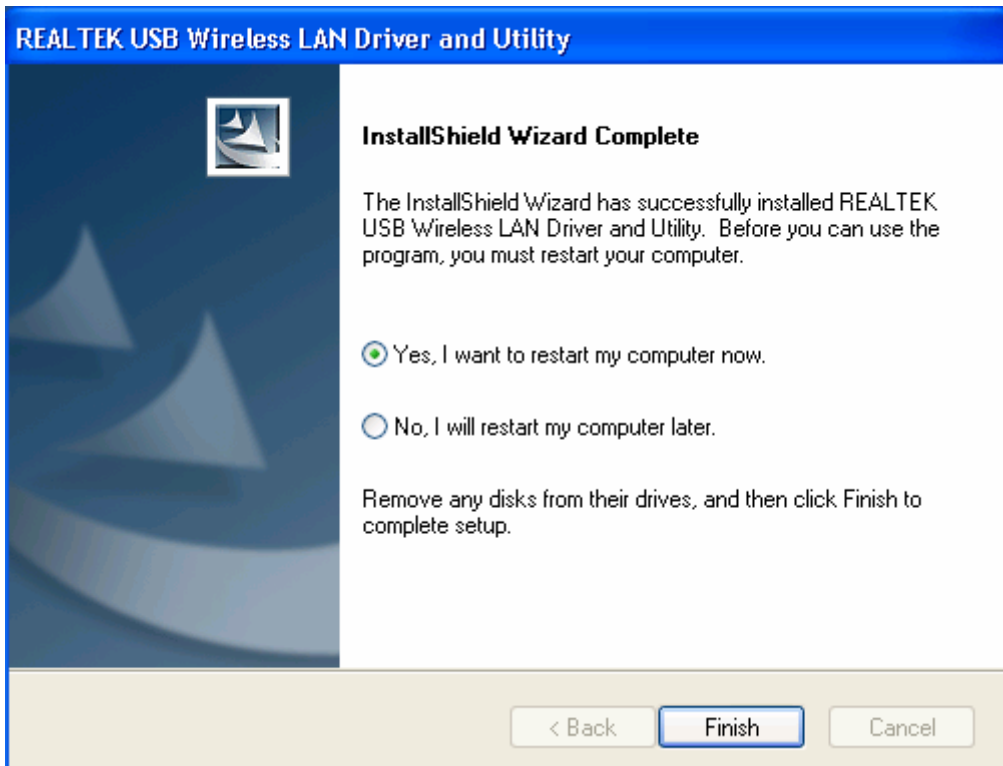 REALTEK USB Wireless LAN Driver and Utility
InstallShield Wizard Complete
The InstallShield Wizard has successfully installed REALTEK
USB Wireless LAN Driver and Utility.  Before you can use the
program, you must restart your computer.
Yes, I want to restart my computer now.
No, I will restart my computer later.
Remove any disks from their drives, and then click Finish to
complete setup.
< Back
Finish
Cancel